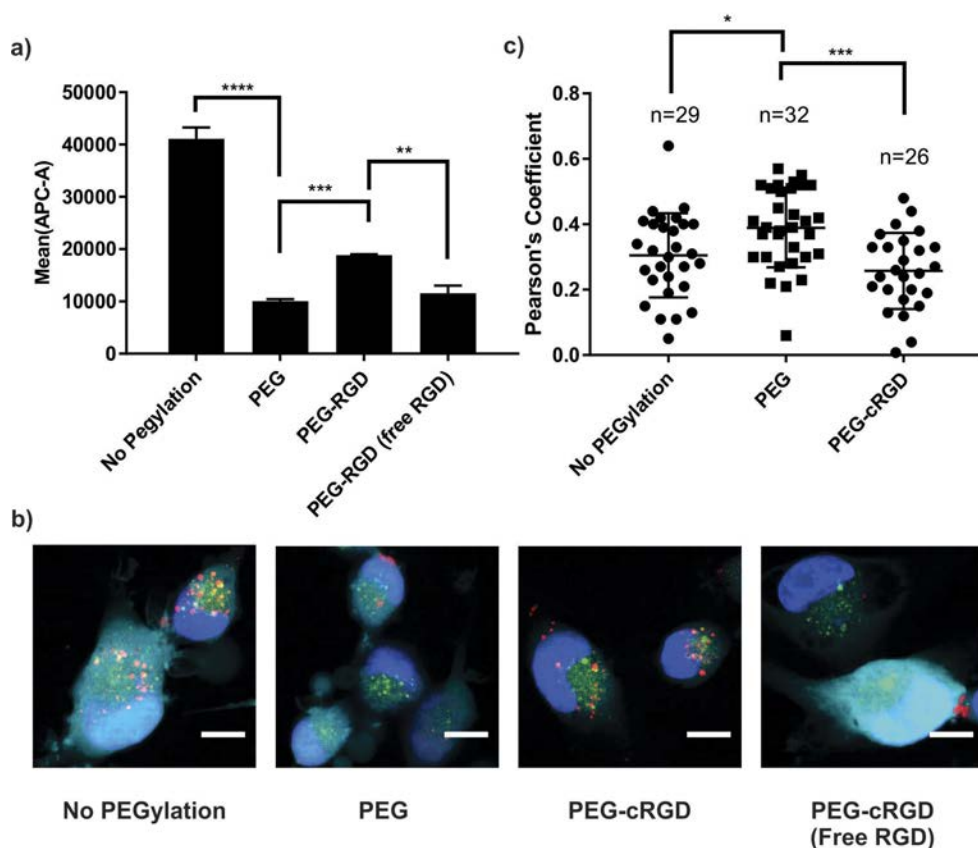 a)
50000
40000
30000
20000
10000
0
Mean(APC-A)
****
***
**
No Pegylation
PEG
PEG-RGD
PEG-RGD (free RGD)
c)
0.8
0.6
0.4
0.2
0.0
Pearson's Coefficient
*
***
n=29
n=32
n=26
No PEGylation
PEG
PEG-cRGD
b)
No PEGylation
PEG
PEG-cRGD
PEG-cRGD
(Free RGD)